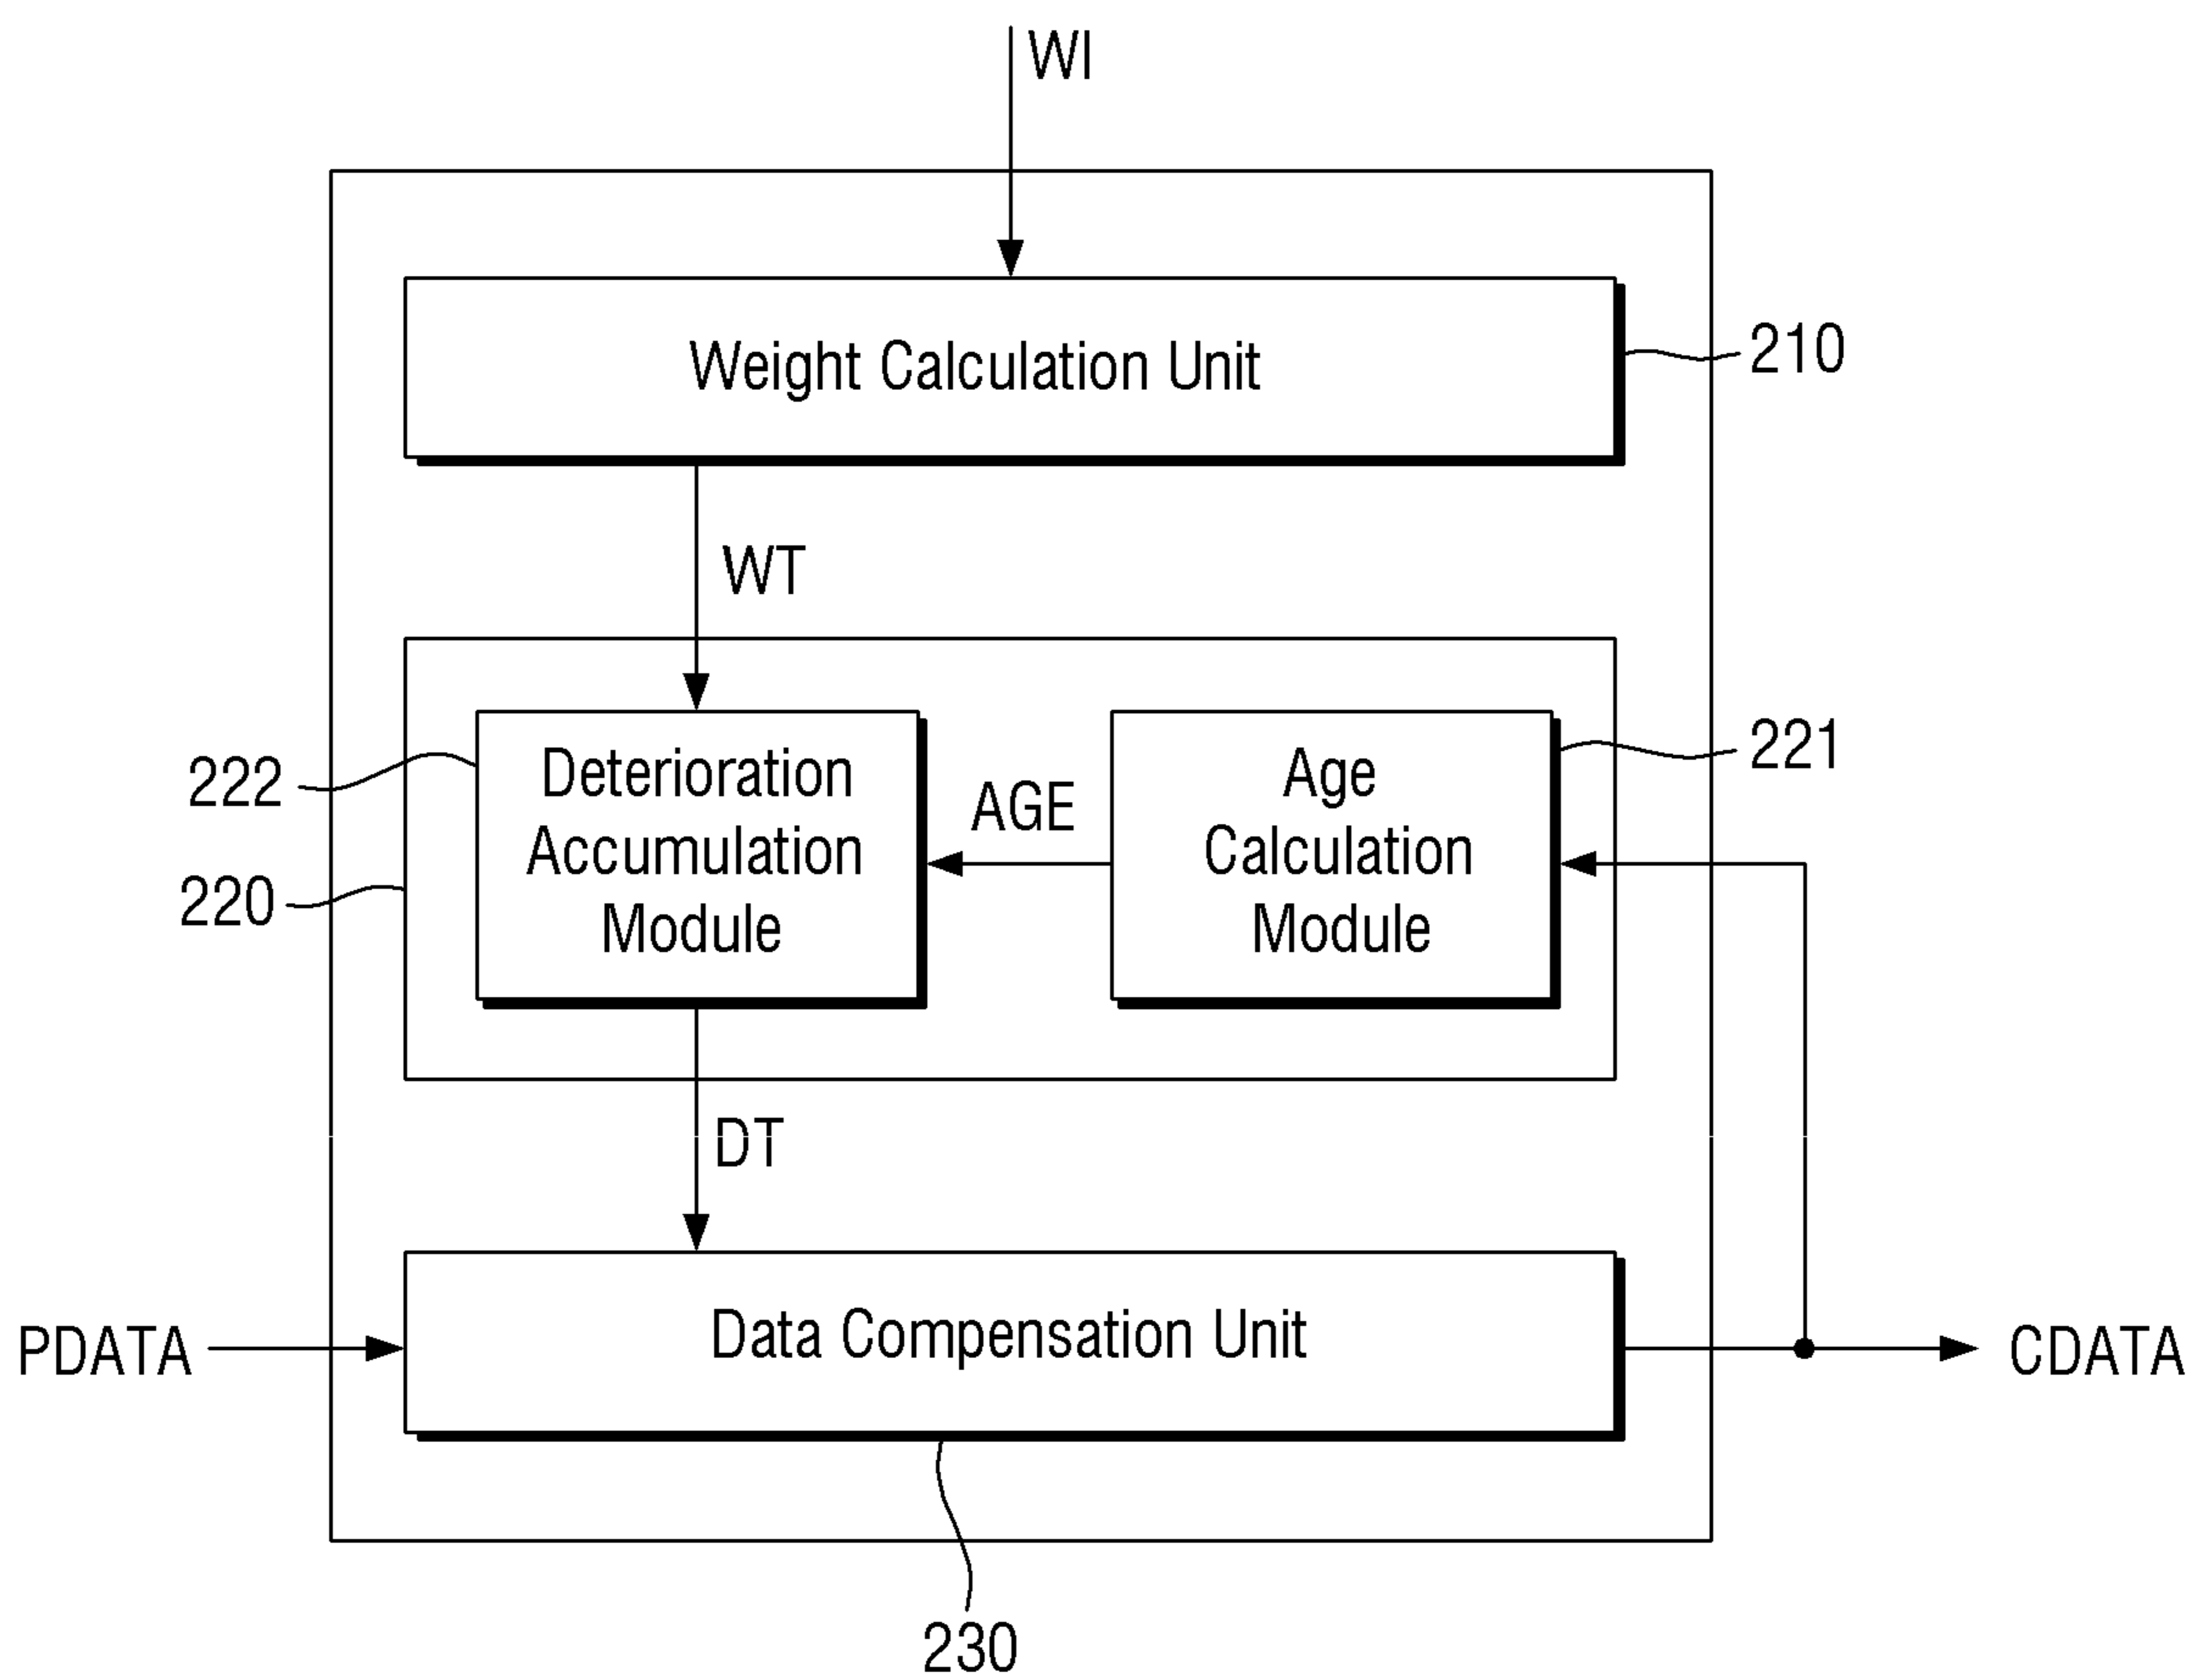 WI
Weight Calculation Unit
210
WT
222
220
Deterioration
Accumulation
Module
AGE
Age
Calculation
Module
221
DT
PDATA
Data Compensation Unit
CDATA
230